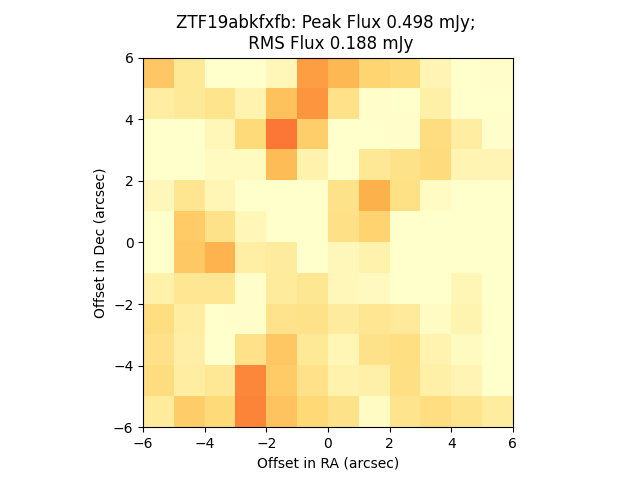 ZTF19abkfxfb: Peak Flux 0.498 mJy;
RMS Flux 0.188 mJy
6
4
2
0
−2
−4
−6
Offset in Dec (arcsec)
−6 −4 −2 0 2 4 6
Offset in RA (arcsec)